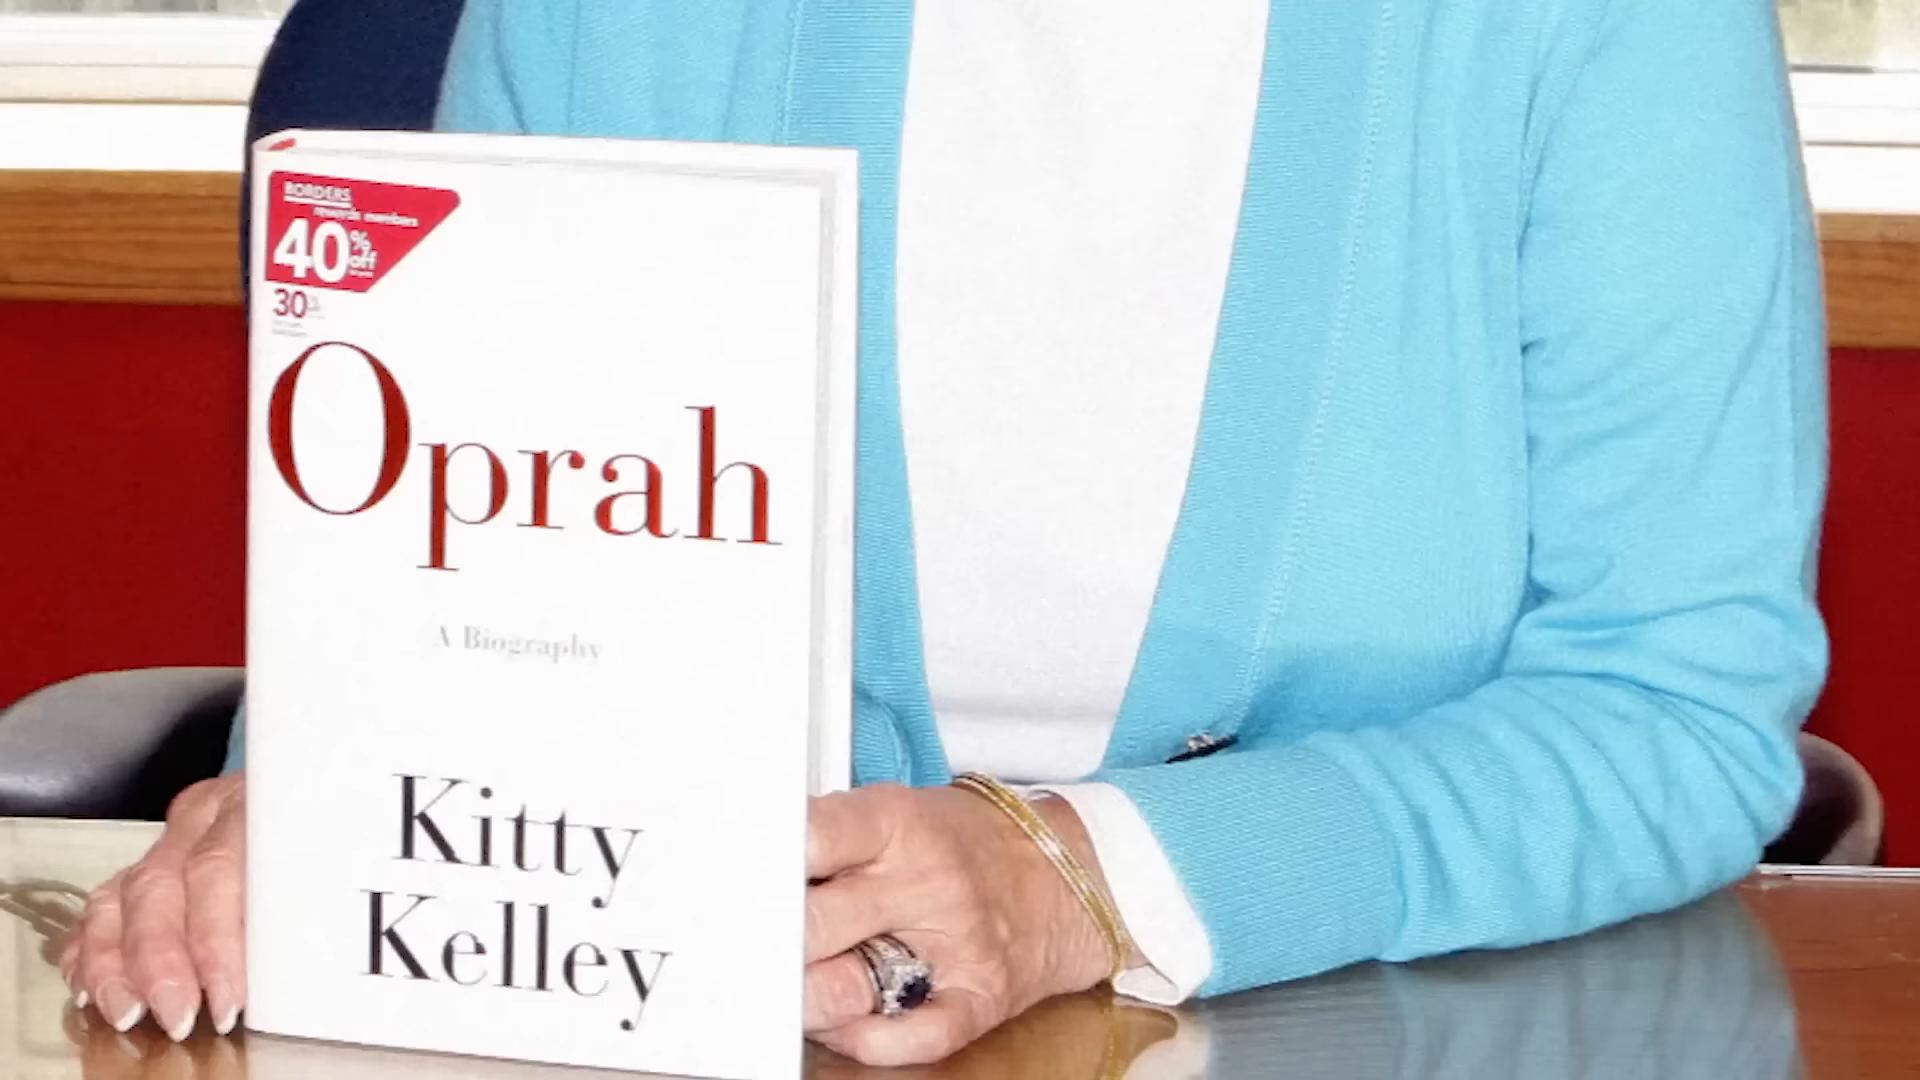 BORDERS
rewards members
40%
off
30%
Oprah
A Biography
Kitty
Kelley